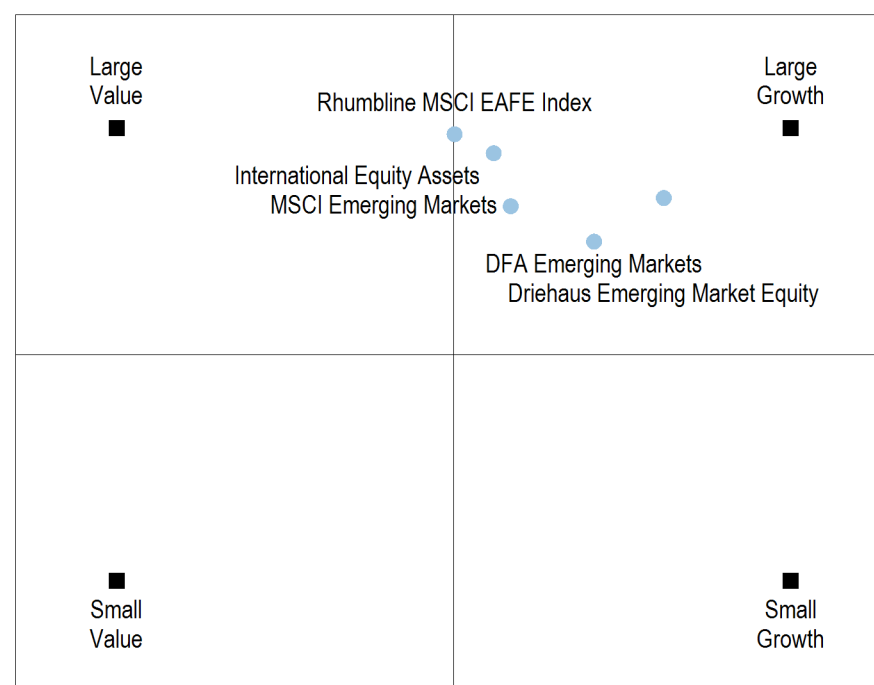 Large
Value
Large
Growth
Rhumbline MSCI EAFE Index
International Equity Assets
MSCI Emerging Markets
DFA Emerging Markets
Driehaus Emerging Market Equity
Small
Value
Small
Growth